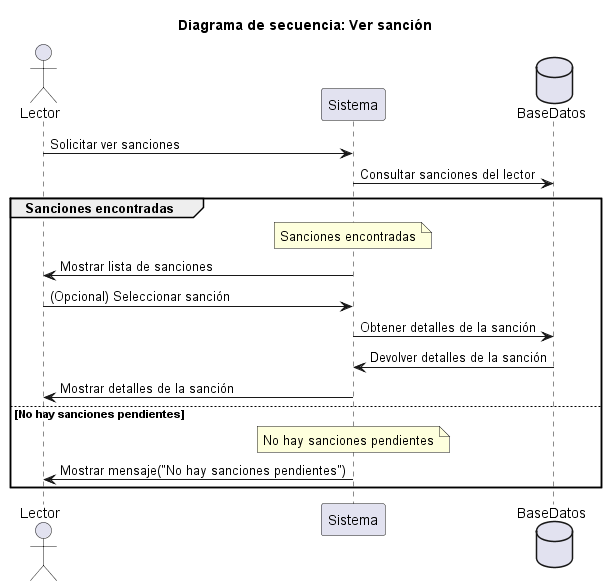 Diagrama de secuencia: Ver sanción
Lector
Sistema
BaseDatos
Solicitar ver sanciones
Consultar sanciones del lector
Sanciones encontradas
Sanciones encontradas
Mostrar lista de sanciones
(Opcional) Seleccionar sanción
Obtener detalles de la sanción
Devolver detalles de la sanción
Mostrar detalles de la sanción
[No hay sanciones pendientes]
No hay sanciones pendientes
Mostrar mensaje("No hay sanciones pendientes")
Lector
Sistema
BaseDatos